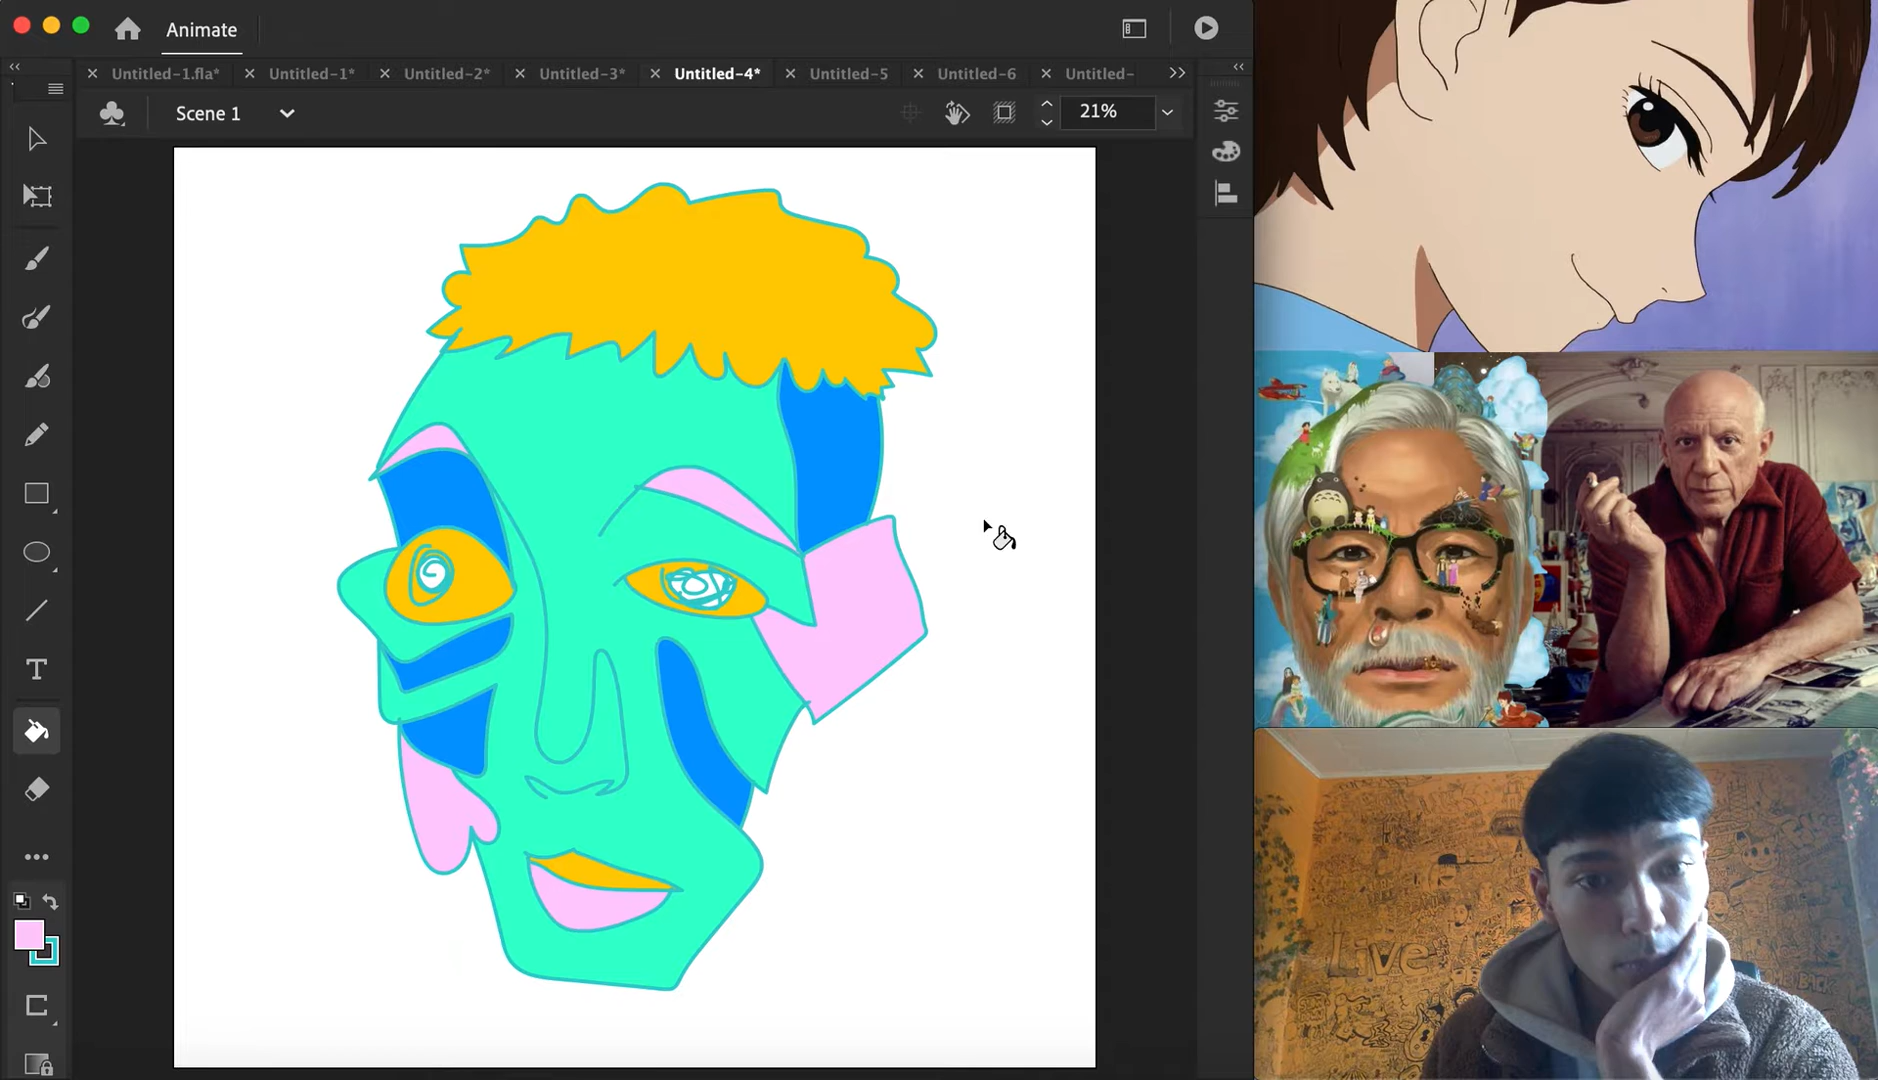 Animate
Untitled-1.fla* Untitled-1* Untitled-2* Untitled-3* Untitled-4* Untitled-5 Untitled-6 Untitled-
Scene 1
21%
T
Live